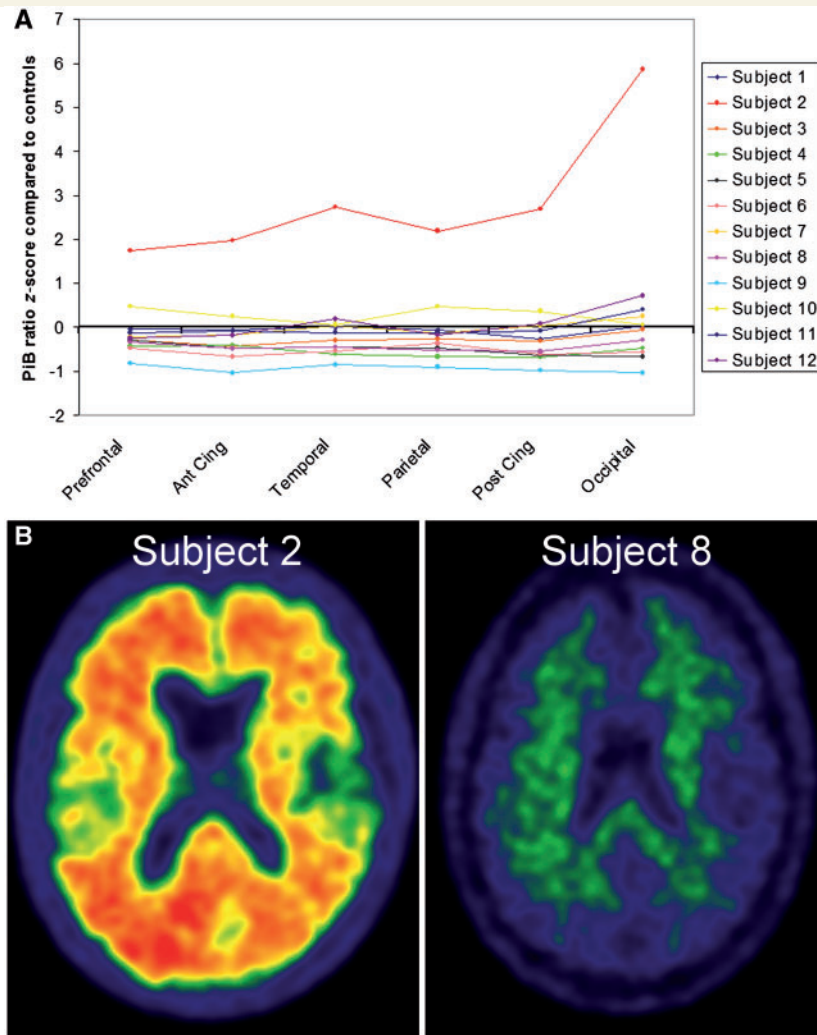 A
PiB ratio z-score compared to controls
7
6
5
4
3
2
1
0
-1
-2
Prefrontal
Ant Cing
Temporal
Parietal
Post Cing
Occipital
Subject 1
Subject 2
Subject 3
Subject 4
Subject 5
Subject 6
Subject 7
Subject 8
Subject 9
Subject 10
Subject 11
Subject 12
B
Subject 2
Subject 8